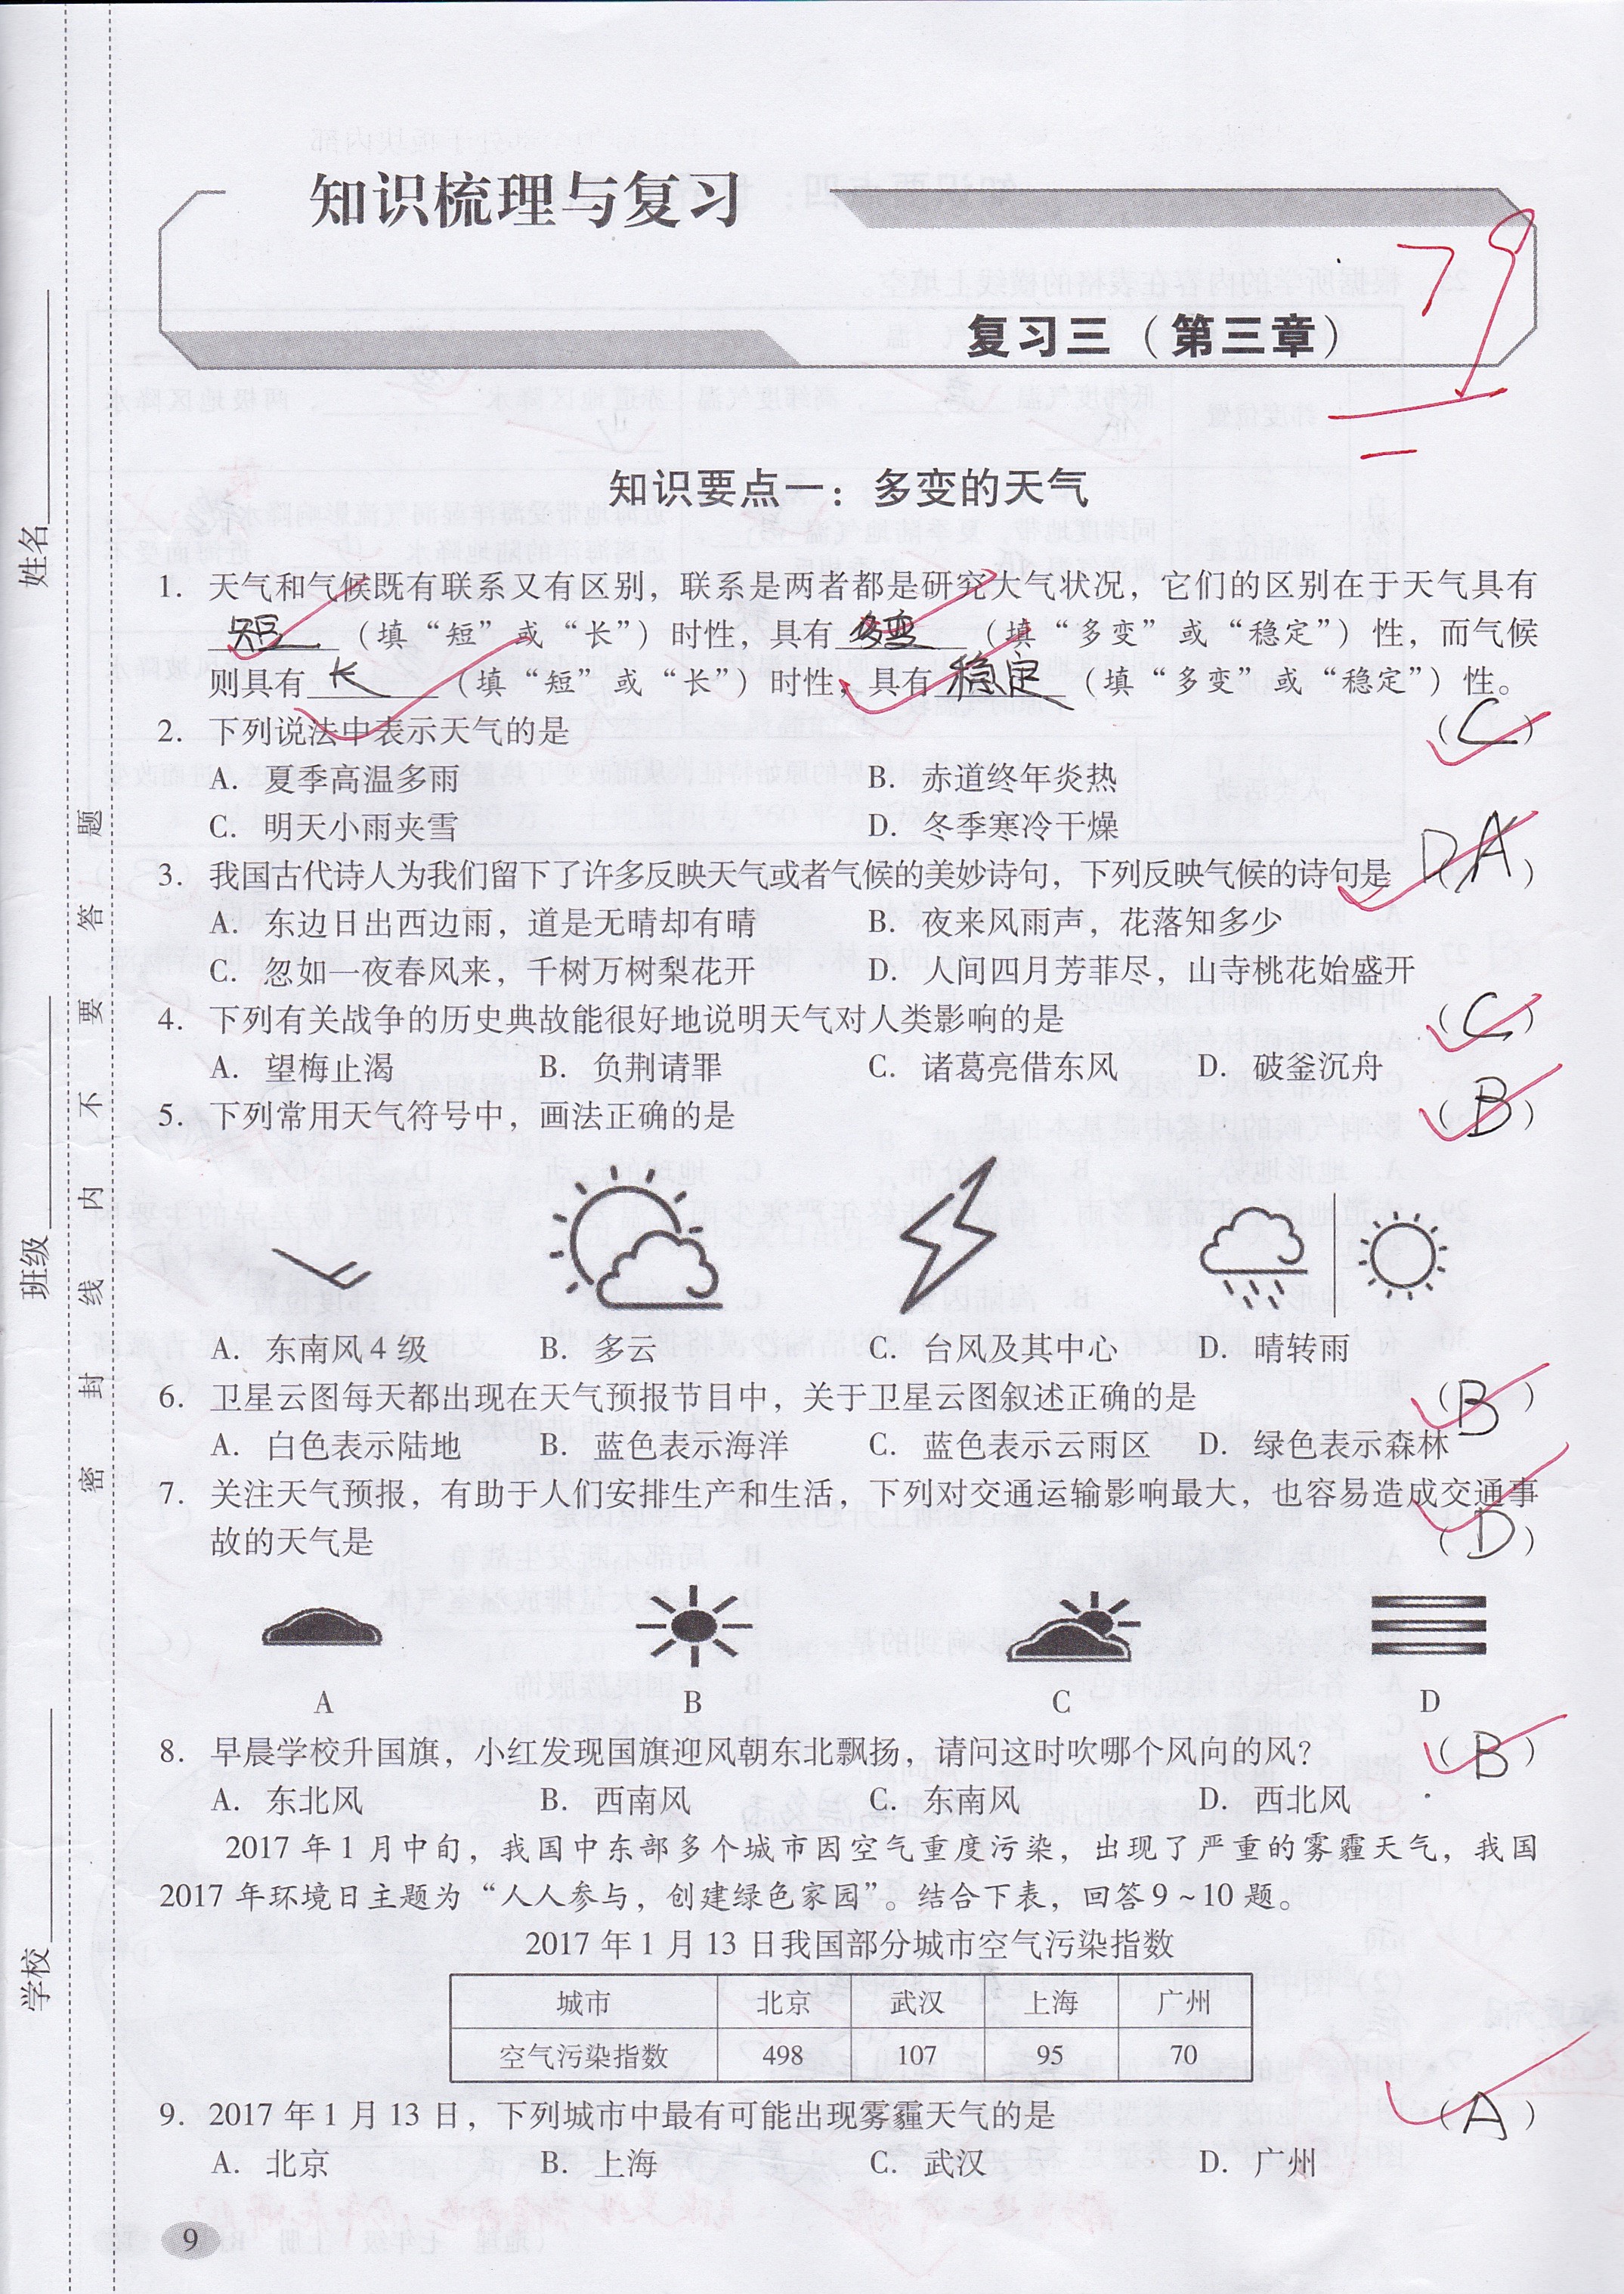 知识梳理与复习
79
复习三（第三章）
知识要点一：多变的天气
1. 天气和气候既有联系又有区别，联系是两者都是研究大气状况，它们的区别在于天气具有
短（填“短”或“长”）时性，具有多变（填“多变”或“稳定”）性，而气候
则具有长（填“短”或“长”）时性，具有稳定（填“多变”或“稳定”）性。
2. 下列说法中表示天气的是（C）
A. 夏季高温多雨 B. 赤道终年炎热
C. 明天小雨夹雪 D. 冬季寒冷干燥
3. 我国古代诗人为我们留下了许多反映天气或者气候的美妙诗句，下列反映气候的诗句是（DA）
A. 东边日出西边雨，道是无晴却有晴 B. 夜来风雨声，花落知多少
C. 忽如一夜春风来，千树万树梨花开 D. 人间四月芳菲尽，山寺桃花始盛开
4. 下列有关战争的历史典故能很好地说明天气对人类影响的是（C）
A. 望梅止渴 B. 负荆请罪 C. 诸葛亮借东风 D. 破釜沉舟
5. 下列常用天气符号中，画法正确的是（B）
A. 东南风4级 B. 多云 C. 台风及其中心 D. 晴转雨
6. 卫星云图每天都出现在天气预报节目中，关于卫星云图叙述正确的是（B）
A. 白色表示陆地 B. 蓝色表示海洋 C. 蓝色表示云雨区 D. 绿色表示森林
7. 关注天气预报，有助于人们安排生产和生活，下列对交通运输影响最大，也容易造成交通事
故的天气是（D）
A B C D
8. 早晨学校升国旗，小红发现国旗迎风朝东北飘扬，请问这时吹哪个风向的风？（B）
A. 东北风 B. 西南风 C. 东南风 D. 西北风
2017年1月中旬，我国中东部多个城市因空气重度污染，出现了严重的雾霾天气，我国
2017年环境日主题为“人人参与，创建绿色家园”。结合下表，回答9~10题。
2017年1月13日我国部分城市空气污染指数
城市 北京 武汉 上海 广州
空气污染指数 498 107 95 70
9. 2017年1月13日，下列城市中最有可能出现雾霾天气的是（A）
A. 北京 B. 上海 C. 武汉 D. 广州
9
姓名
班级
学校
密封线内不要答题